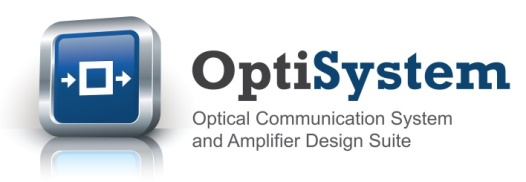 OptiSystem
Optical Communication System
and Amplifier Design Suite